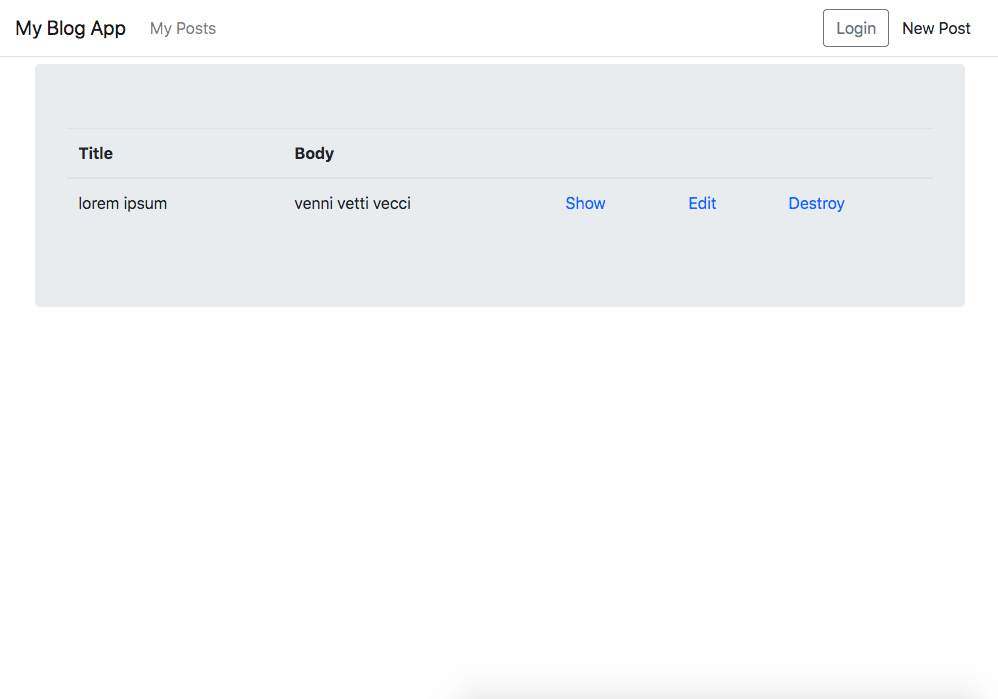 My Blog App My Posts Login New Post
Title Body
lorem ipsum venni vetti vecci Show Edit Destroy